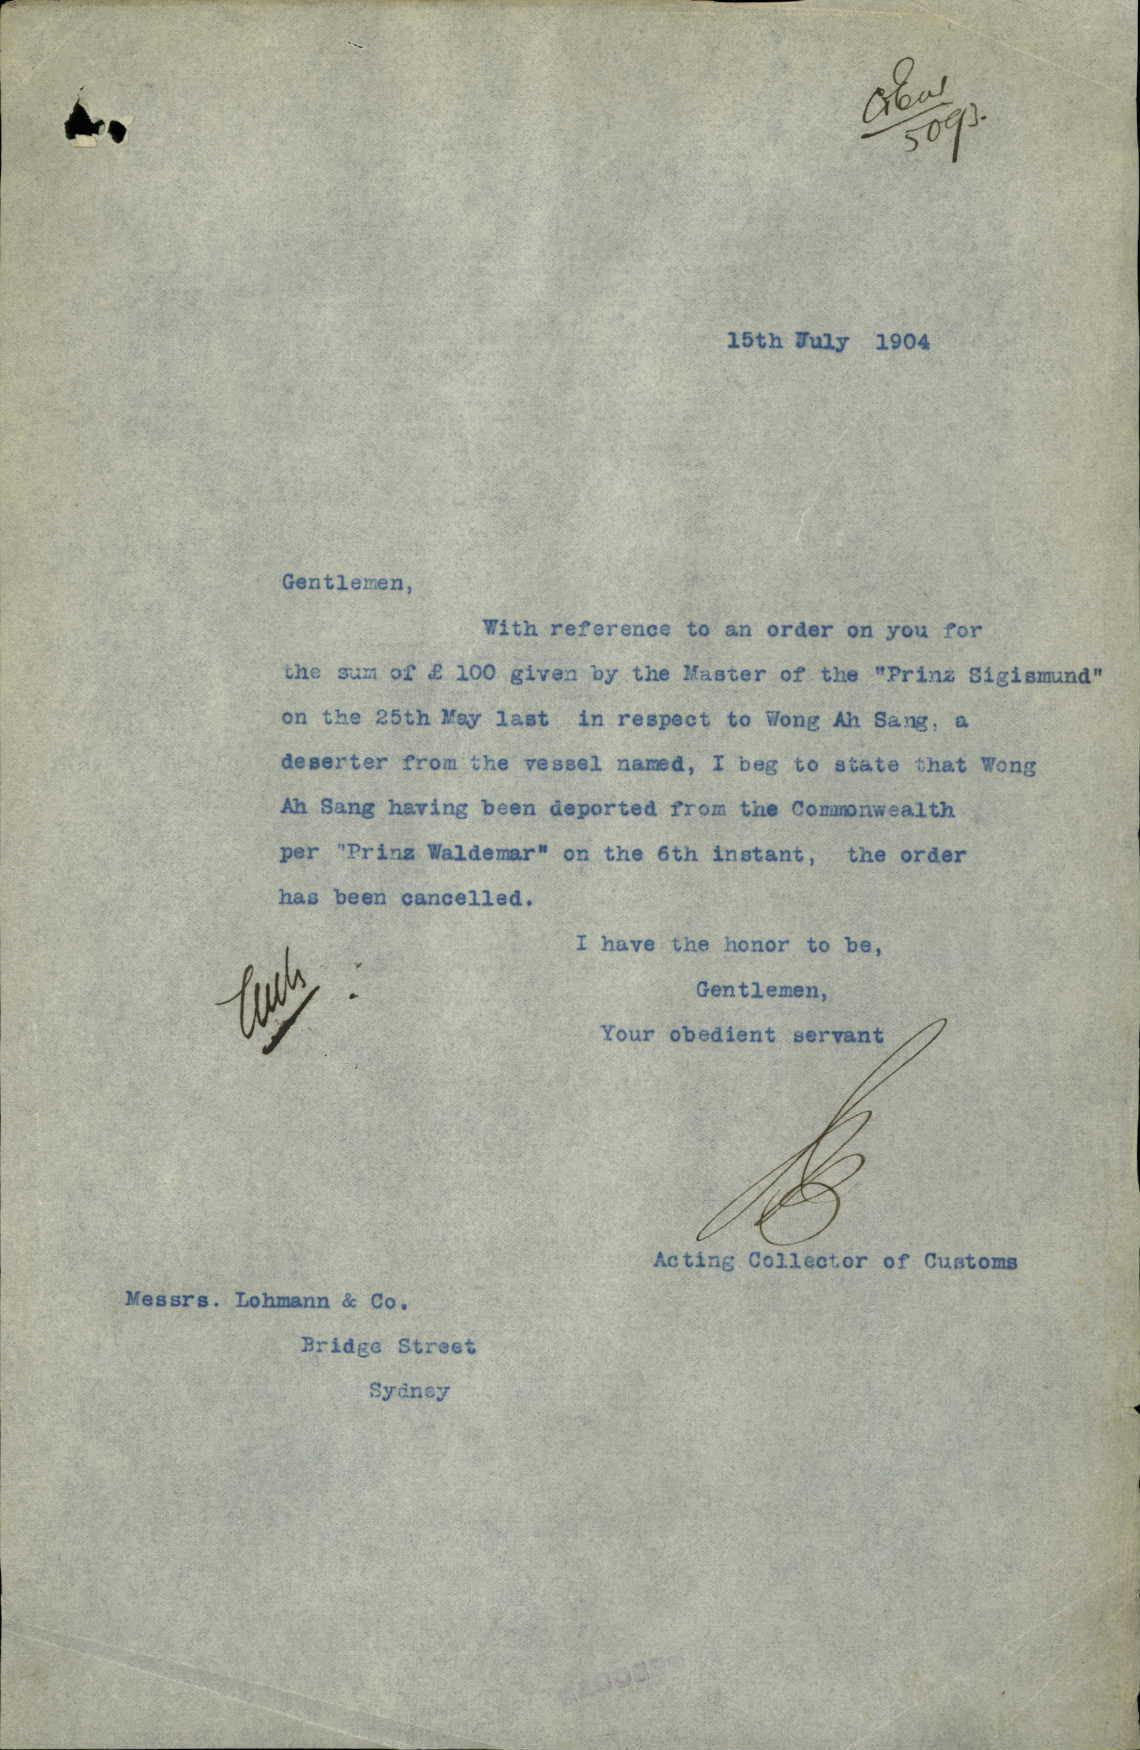 5093.
15th July 1904
Gentlemen,
With reference to an order on you for
the sum of £ 100 given by the Master of the "Prinz Sigismund"
on the 25th May last in respect to Wong Ah Sang, a
deserter from the vessel named, I beg to state that Wong
Ah Sang having been deported from the Commonwealth
per "Prinz Waldemar" on the 6th instant, the order
has been cancelled.
I have the honor to be,
Gentlemen,
Your obedient servant
Acting Collector of Customs
Messrs. Lohmann & Co.
Bridge Street
Sydney